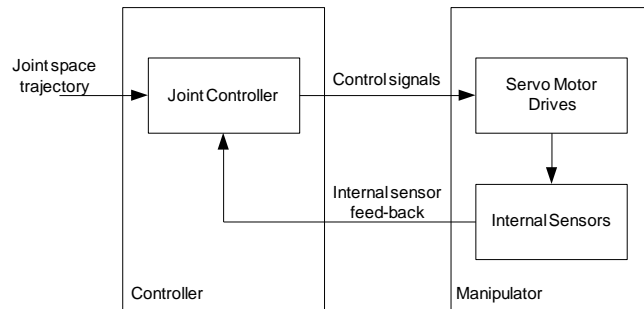 Joint space
trajectory
Joint Controller
Control signals
Servo Motor
Drives
Internal sensor
feed-back
Internal Sensors
Controller
Manipulator